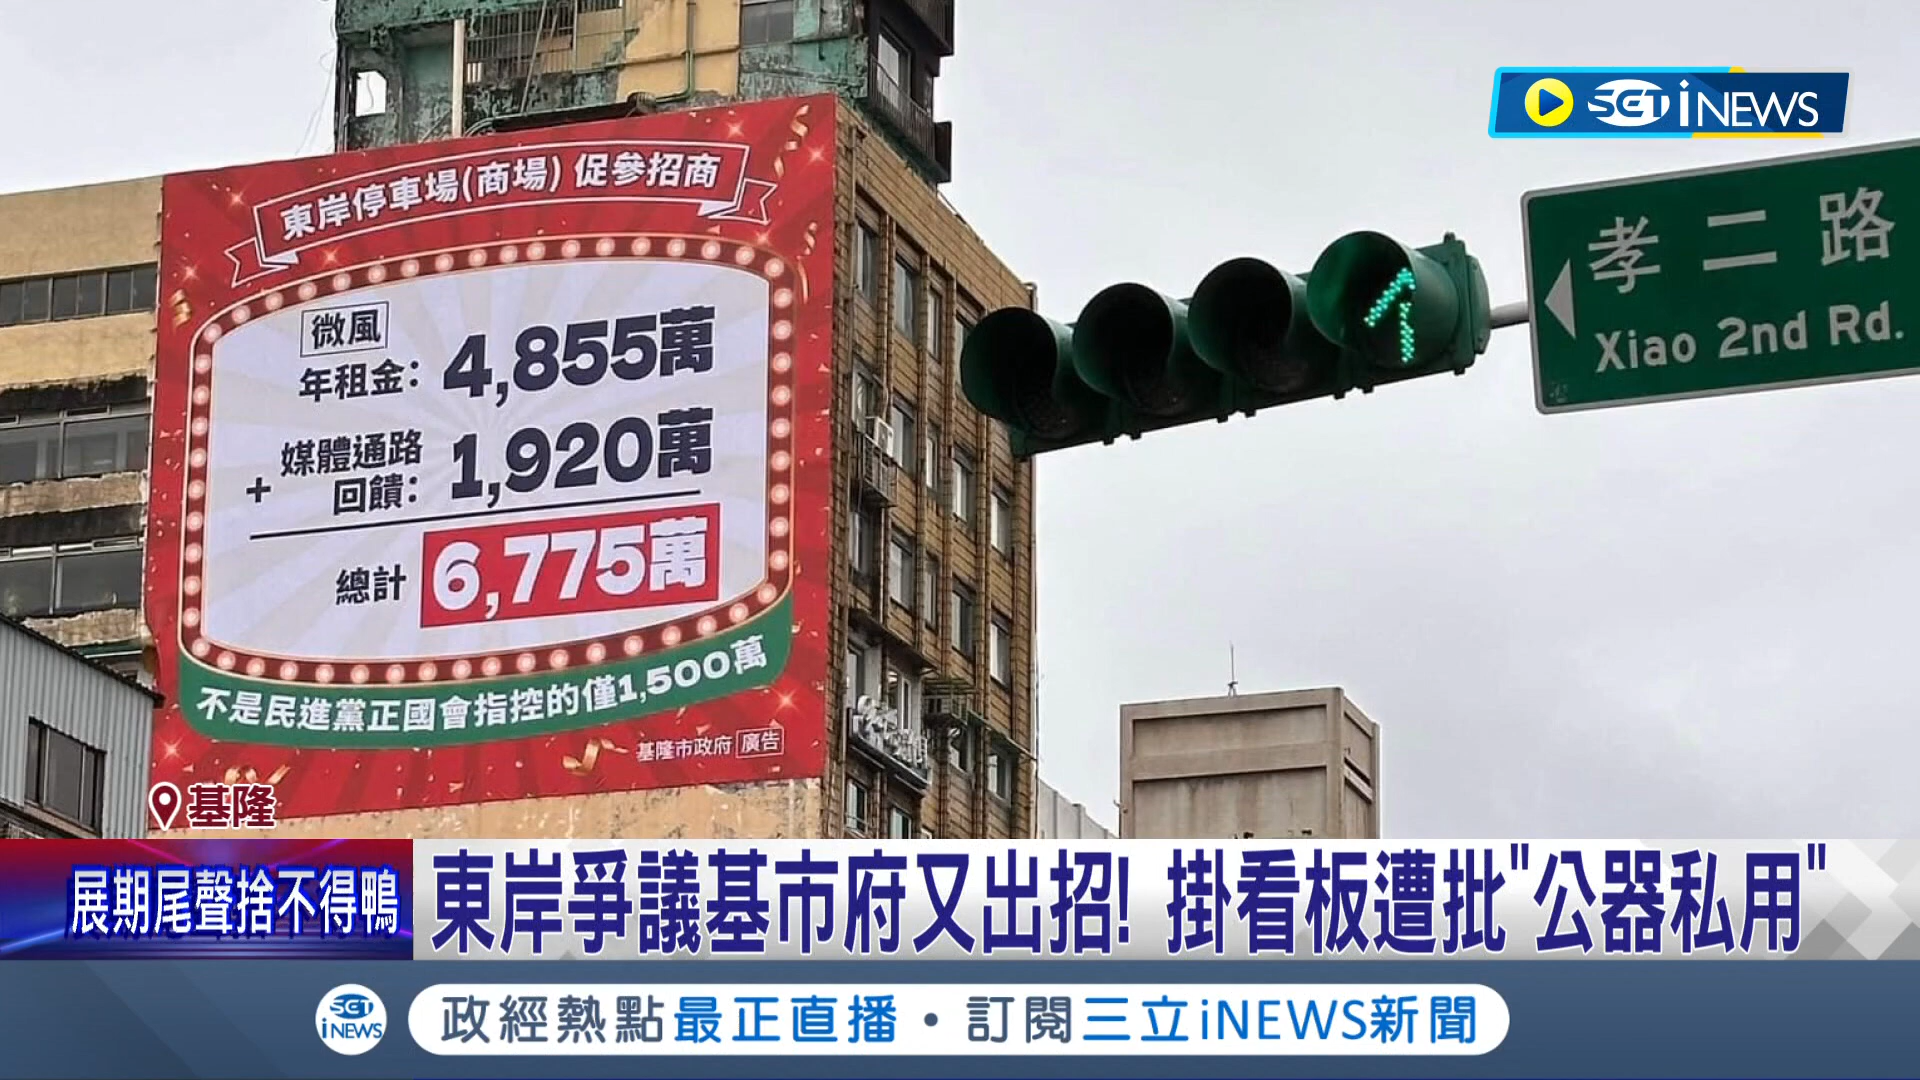 SETiNEWS
東岸停車場(商場) 促參招商
微風
年租金: 4,855萬
+ 媒體通路回饋: 1,920萬
總計 6,775萬
不是民進黨正國會指控的僅1,500萬
基隆市政府 廣告
孝二路
Xiao 2nd Rd.
基隆
展期尾聲捨不得鴨
東岸爭議基市府又出招! 掛看板遭批"公器私用"
SETiNEWS
政經熱點最正直播・訂閱三立iNEWS新聞